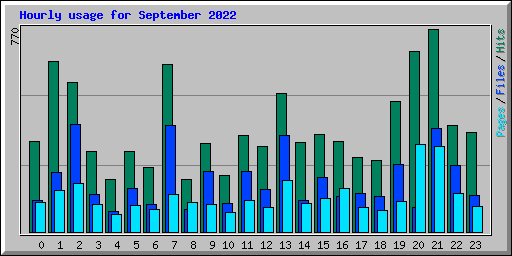 Hourly usage for September 2022
770
Pages / Files / Hits
0 1 2 3 4 5 6 7 8 9 10 11 12 13 14 15 16 17 18 19 20 21 22 23